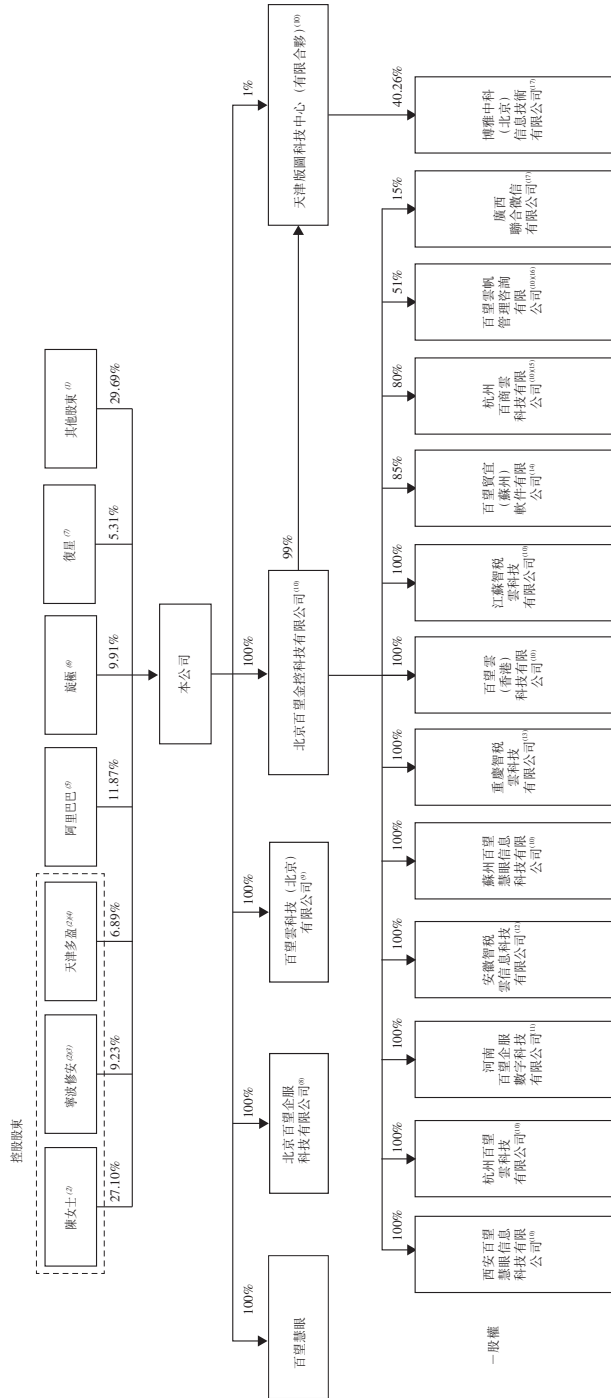 控股股東
陳女士 (2)
寧波修安 (2)(3)
天津多盈 (2)(4)
阿里巴巴 (5)
旋極 (6)
復星 (7)
其他股東 (1)
27.10%
9.23%
6.89%
11.87%
9.91%
5.31%
29.69%
本公司
100%
100%
100%
100%
1%
百望慧眼
北京百望企服
科技有限公司(8)
百望雲科技（北京）
有限公司(9)
北京百望金控科技有限公司(10)
99%
天津版圖科技中心（有限合夥）(10)
100%
100%
100%
100%
100%
100%
100%
100%
85%
80%
51%
15%
40.26%
西安百望
慧眼信息
科技有限
公司(10)
杭州百望
雲科技
有限公司(10)
河南
百望企服
數字科技
有限公司(11)
安徽智税
雲信息科技
有限公司(12)
蘇州百望
慧眼信息
科技有限
公司(10)
重慶智税
雲科技
有限公司(13)
百望雲
（香港）
科技有限
公司(10)
江蘇智税
雲科技
有限公司(10)
百望貿宜
（蘇州）
軟件有限
公司(14)
杭州
百商雲
科技有限
公司(10)(15)
百望雲帆
管理咨詢
有限
公司(10)(16)
廣西
聯合徵信
有限公司(17)
博雅中科
（北京）
信息技術
有限公司(17)
— 股權